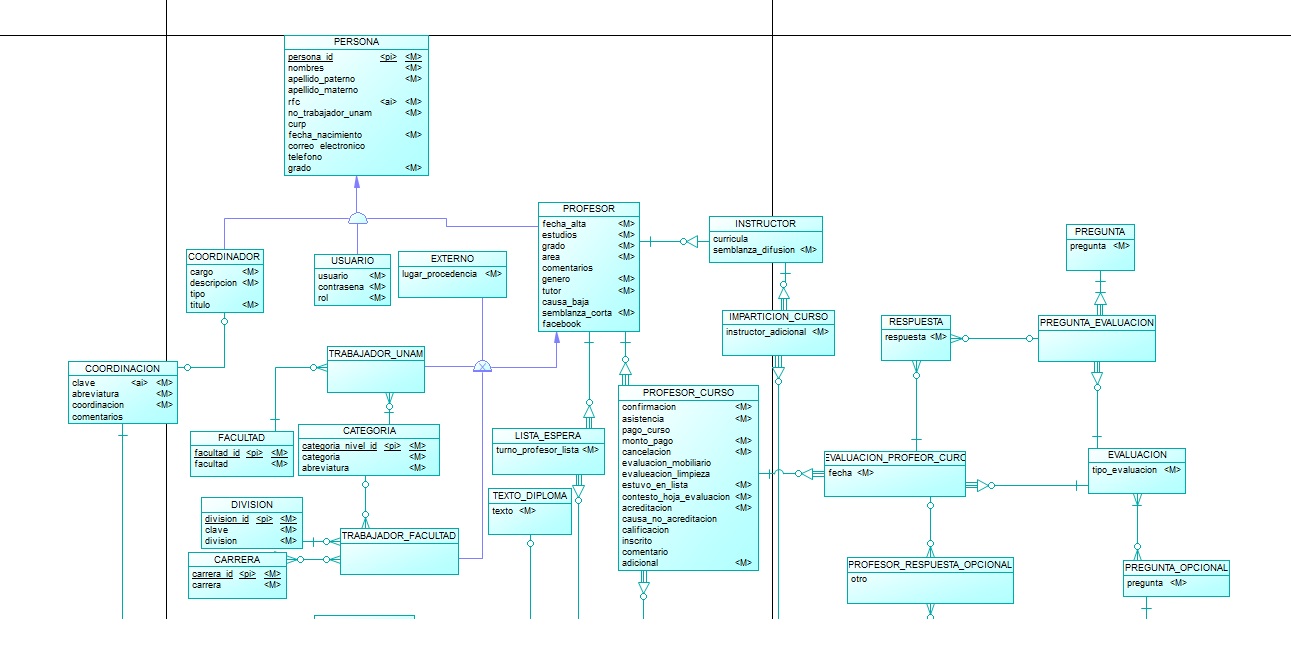 PERSONA
persona_id <pi> <M>
nombres <M>
apellido_paterno <M>
apellido_materno
rfc <ai> <M>
no_trabajador_unam <M>
curp
fecha_nacimiento <M>
correo electronico
telefono
grado <M>
PROFESOR
fecha_alta <M>
estudios <M>
grado <M>
area <M>
comentarios
genero <M>
tutor <M>
causa_baja
semblanza_corta <M>
facebook
INSTRUCTOR
curricula
semblanza_difusion <M>
PREGUNTA
pregunta <M>
COORDINADOR
cargo <M>
descripcion <M>
tipo
titulo <M>
USUARIO
usuario <M>
contrasena <M>
rol <M>
EXTERNO
lugar_procedencia <M>
IMPARTICION_CURSO
instructor_adicional <M>
RESPUESTA
respuesta <M>
PREGUNTA_EVALUACION
TRABAJADOR_UNAM
COORDINACION
clave <ai> <M>
abreviatura <M>
coordinacion <M>
comentarios
PROFESOR_CURSO
confirmacion <M>
asistencia <M>
pago_curso
monto_pago <M>
cancelacion <M>
evaluacion_mobiliario
evalueacion_limpieza
estuvo_en_lista <M>
contesto_hoja_evaluacion <M>
acreditacion <M>
causa_no_acreditacion
calificacion
inscrito
comentario
adicional <M>
FACULTAD
facultad_id <pi> <M>
facultad <M>
CATEGORIA
categoria_nivel_id <pi> <M>
categoria <M>
abreviatura <M>
LISTA_ESPERA
turno_profesor_lista <M>
EVALUACION_PROFEOR_CURC
fecha <M>
EVALUACION
tipo_evaluacion <M>
TEXTO_DIPLOMA
texto <M>
DIVISION
division_id <pi> <M>
clave <M>
division <M>
TRABAJADOR_FACULTAD
CARRERA
carrera_id <pi> <M>
carrera <M>
PROFESOR_RESPUESTA_OPCIONAL
otro
PREGUNTA_OPCIONAL
pregunta <M>